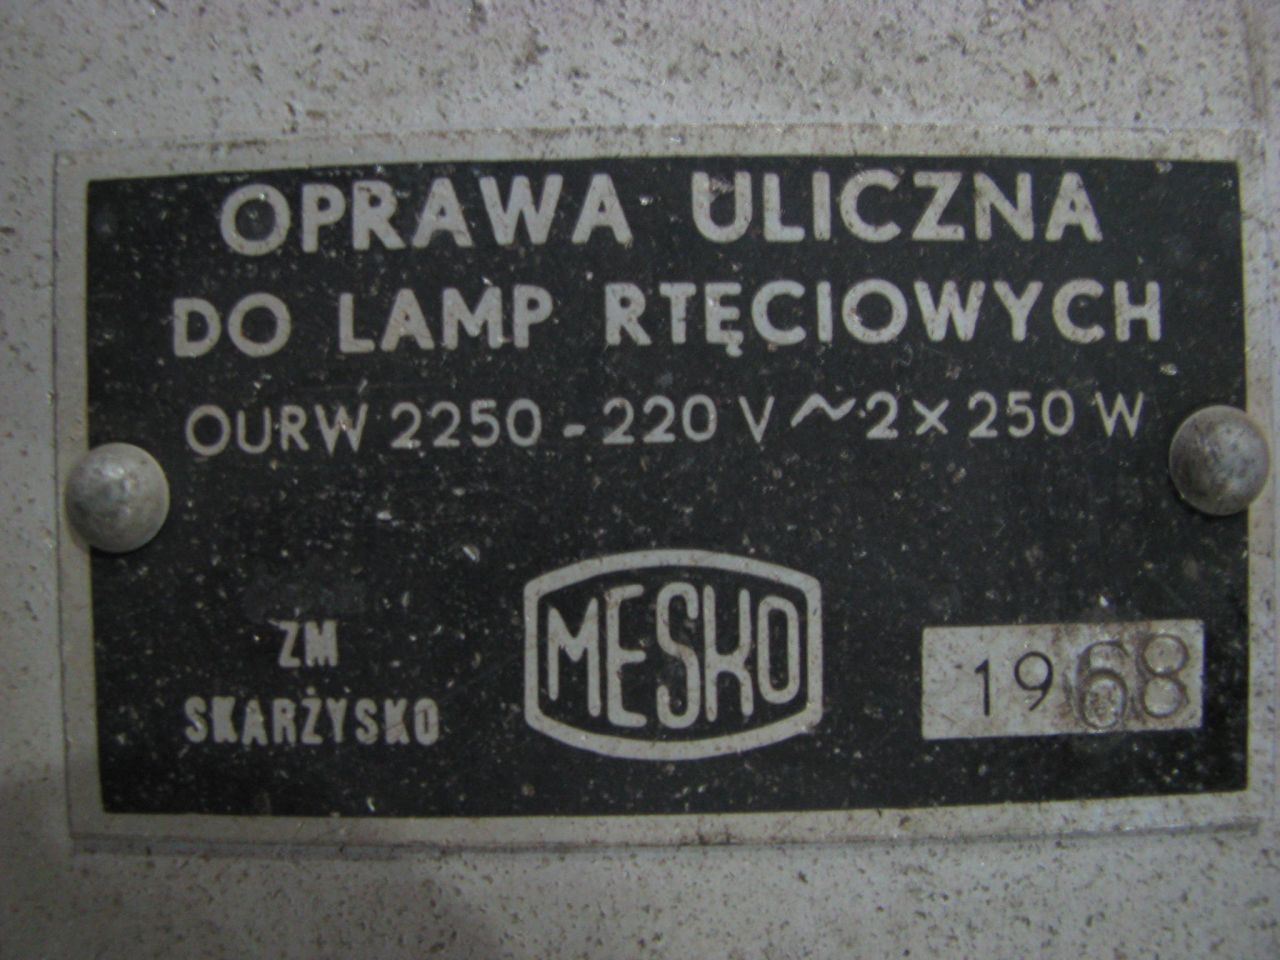 OPRAWA ULICZNA
DO LAMP RTĘCIOWYCH
OURW 2250 - 220 V ~ 2 × 250 W
ZM
SKARŻYSKO
MESKO
1968